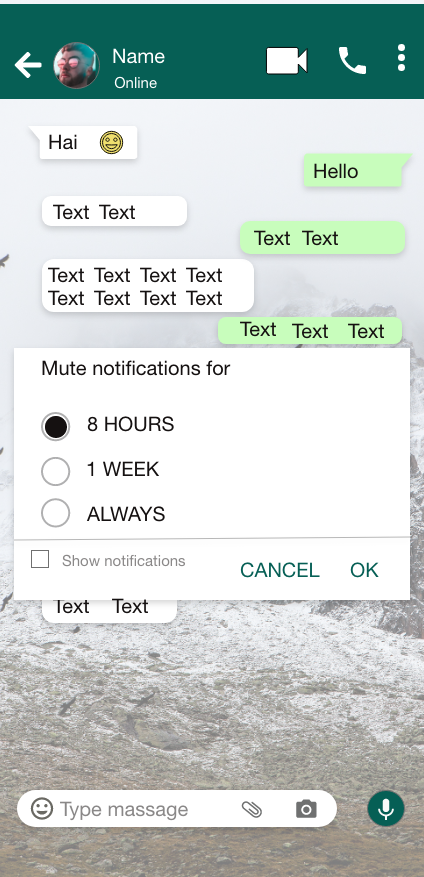 Name
Online
Hai
Hello
Text Text
Text Text
Text Text Text Text
Text Text Text Text
Text Text Text
Mute notifications for
8 HOURS
1 WEEK
ALWAYS
Show notifications
CANCEL OK
Text Text
Type massage